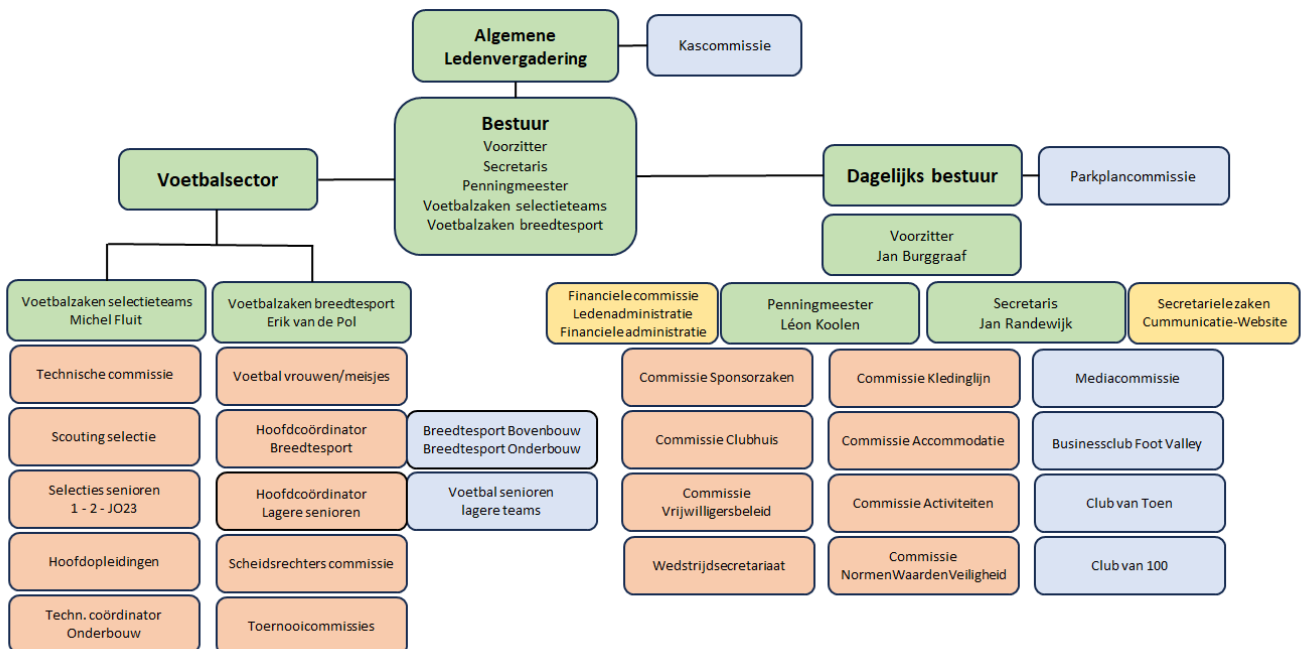 Algemene
Ledenvergadering
Kascommissie
Bestuur
Voorzitter
Secretaris
Penningmeester
Voetbalzaken selectieteams
Voetbalzaken breedtesport
Voetbalsector
Dagelijks bestuur
Parkplancommissie
Voorzitter
Jan Burggraaf
Voetbalzaken selectieteams
Michel Fluit
Voetbalzaken breedtesport
Erik van de Pol
Financiele commissie
Ledenadministratie
Financiele administratie
Penningmeester
Léon Koolen
Secretaris
Jan Randewijk
Secretariele zaken
Cummunicatie-Website
Technische commissie
Scouting selectie
Selecties senioren
1 - 2 - JO23
Hoofdopleidingen
Techn. coördinator
Onderbouw
Voetbal vrouwen/meisjes
Hoofdcoördinator
Breedtesport
Hoofdcoördinator
Lagere senioren
Scheidsrechters commissie
Toernooicommissies
Breedtesport Bovenbouw
Breedtesport Onderbouw
Voetbal senioren
lagere teams
Commissie Sponsorzaken
Commissie Clubhuis
Commissie
Vrijwilligersbeleid
Wedstrijdsecretariaat
Commissie Kledinglijn
Commissie Accommodatie
Commissie Activiteiten
Commissie
NormenWaardenVeiligheid
Mediacommissie
Businessclub Foot Valley
Club van Toen
Club van 100